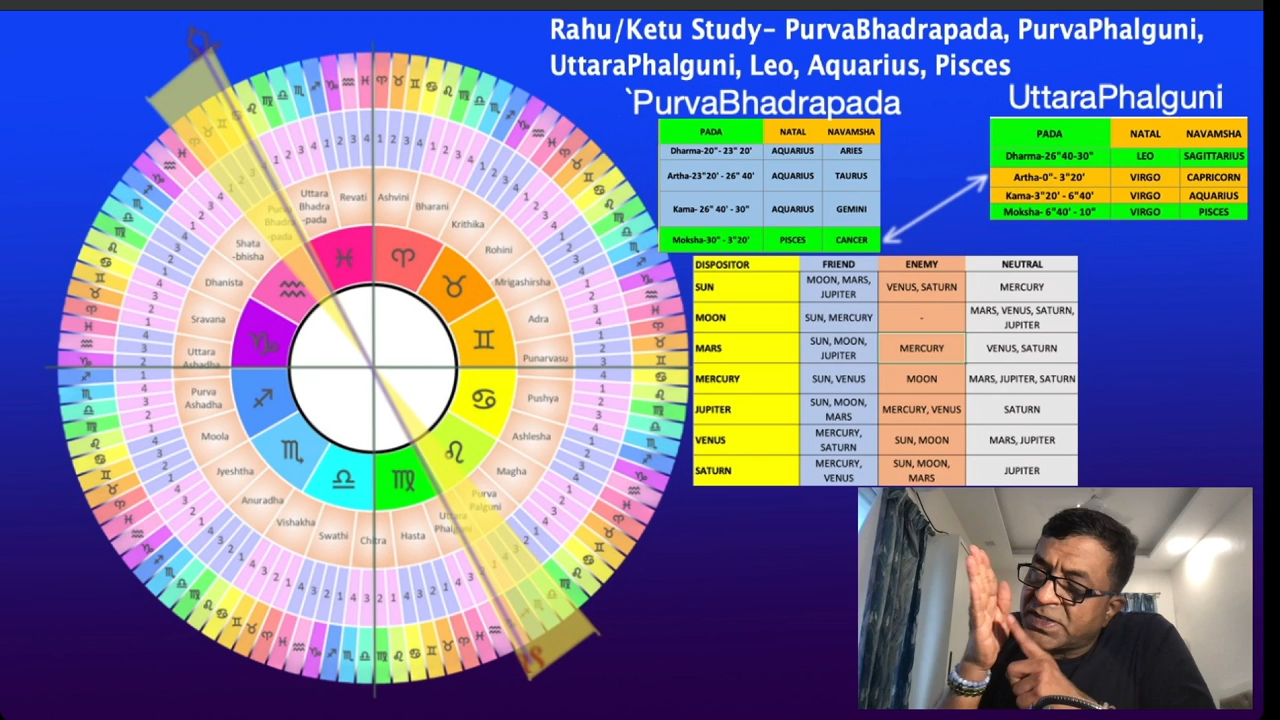 Rahu/Ketu Study- PurvaBhadrapada, PurvaPhalguni,
UttaraPhalguni, Leo, Aquarius, Pisces
`PurvaBhadrapada
PADA NATAL NAVAMSHA
Dharma-20"- 23" 20' AQUARIUS ARIES
Artha-23"20' - 26" 40' AQUARIUS TAURUS
Kama- 26" 40' - 30" AQUARIUS GEMINI
Moksha-30" - 3"20' PISCES CANCER
UttaraPhalguni
PADA NATAL NAVAMSHA
Dharma-26"40-30" LEO SAGITTARIUS
Artha-0"- 3"20' VIRGO CAPRICORN
Kama-3"20' - 6"40' VIRGO AQUARIUS
Moksha- 6"40' - 10" VIRGO PISCES
DISPOSITOR FRIEND ENEMY NEUTRAL
SUN MOON, MARS, JUPITER VENUS, SATURN MERCURY
MOON SUN, MERCURY - MARS, VENUS, SATURN, JUPITER
MARS SUN, MOON, JUPITER MERCURY VENUS, SATURN
MERCURY SUN, VENUS MOON MARS, JUPITER, SATURN
JUPITER SUN, MOON, MARS MERCURY, VENUS SATURN
VENUS MERCURY, SATURN SUN, MOON MARS, JUPITER
SATURN MERCURY, VENUS SUN, MOON, MARS JUPITER
Ashvini
Bharani
Krithika
Rohini
Mrigashirsha
Adra
Punarvasu
Pushya
Ashlesha
Magha
Purva
Palguni
Uttara
Phalguni
Hasta
Chitra
Swathi
Vishakha
Anuradha
Jyeshtha
Moola
Purva
Ashadha
Uttara
Ashadha
Sravana
Dhanista
Shata
-bhisha
Purva
Bhadra
-pada
Uttara
Bhadra
-pada
Revati